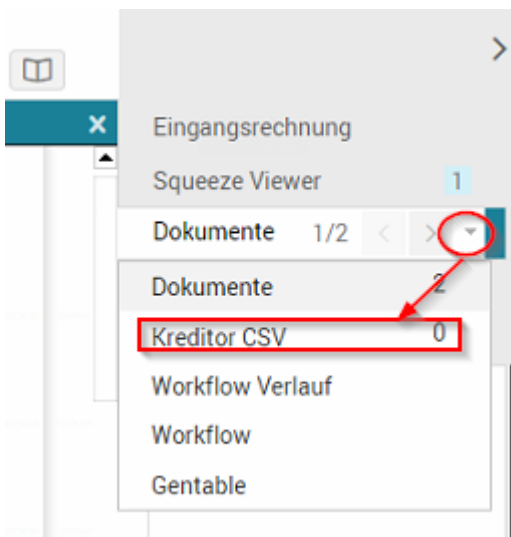 Eingangsrechnung
Squeeze Viewer 1
Dokumente 1/2
Dokumente 2
Kreditor CSV 0
Workflow Verlauf
Workflow
Gentable